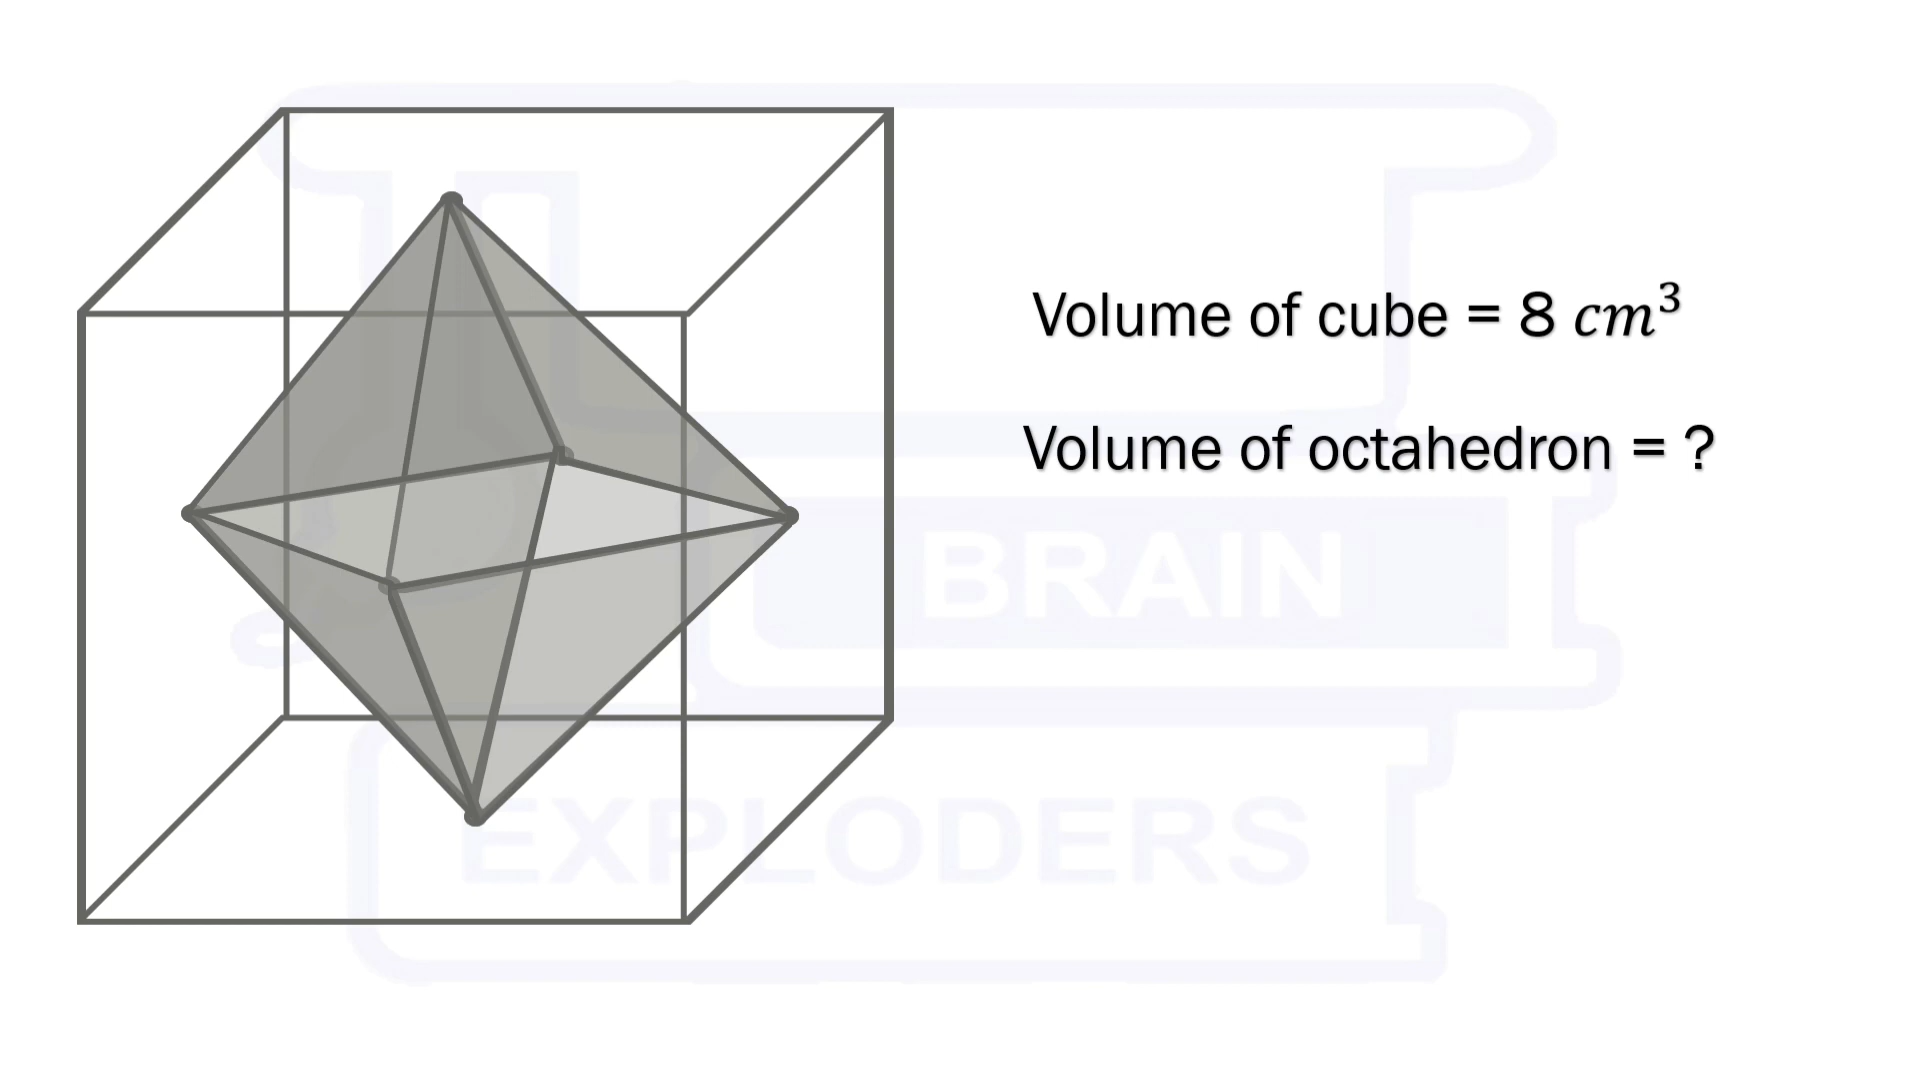 Volume of cube = 8 𝑐𝑚³
Volume of octahedron = ?
BRAIN
EXPLODERS